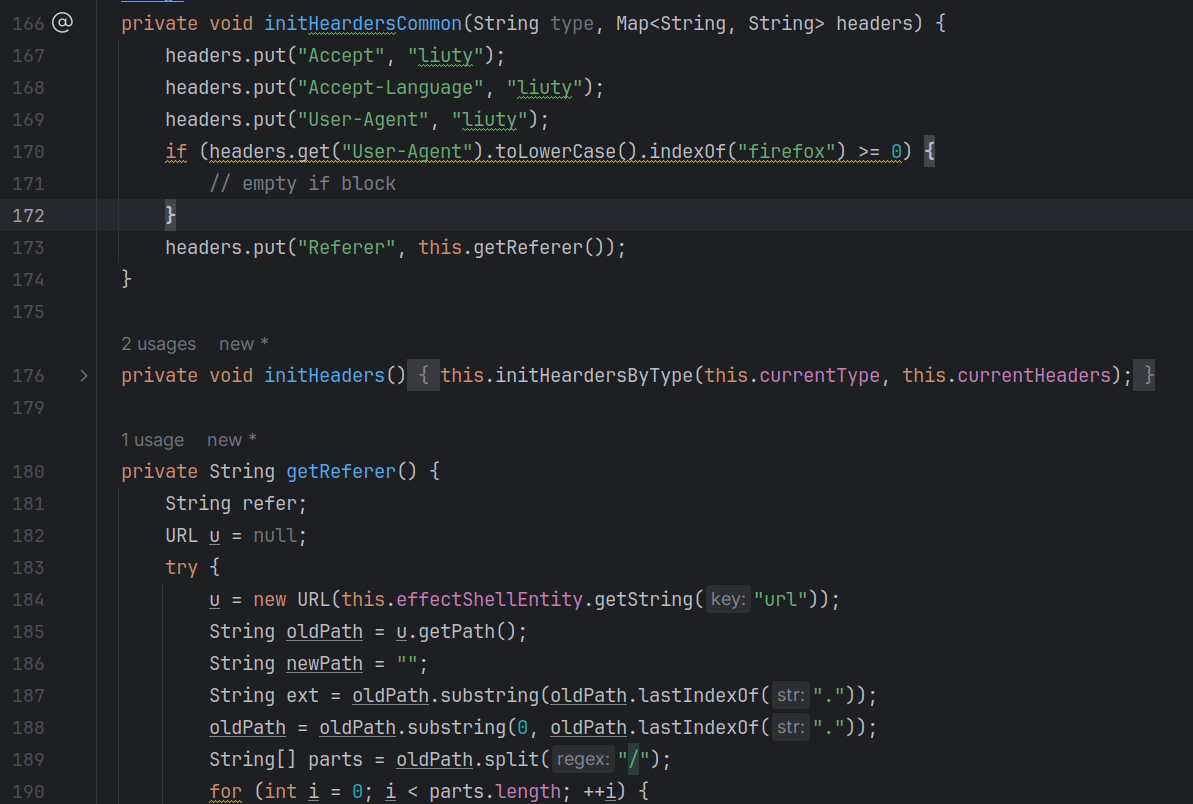 166 @ private void initHeardersCommon(String type, Map<String, String> headers) {
167 headers.put("Accept", "liuty");
168 headers.put("Accept-Language", "liuty");
169 headers.put("User-Agent", "liuty");
170 if (headers.get("User-Agent").toLowerCase().indexOf("firefox") >= 0) {
171 // empty if block
172 }
173 headers.put("Referer", this.getReferer());
174 }
175
2 usages new *
176 private void initHeaders() { this.initHeardersByType(this.currentType, this.currentHeaders); }
179
1 usage new *
180 private String getReferer() {
181 String refer;
182 URL u = null;
183 try {
184 u = new URL(this.effectShellEntity.getString( key: "url"));
185 String oldPath = u.getPath();
186 String newPath = "";
187 String ext = oldPath.substring(oldPath.lastIndexOf( str: "."));
188 oldPath = oldPath.substring(0, oldPath.lastIndexOf( str: "."));
189 String[] parts = oldPath.split( regex: "/");
190 for (int i = 0; i < parts.length; ++i) {